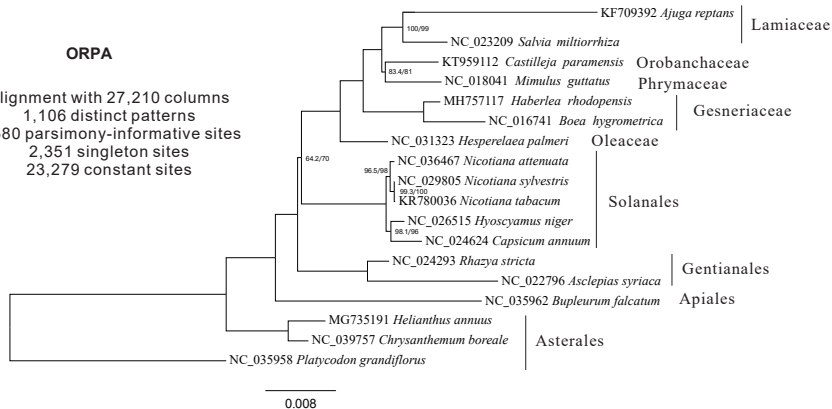 ORPA
lignment with 27,210 columns
1,106 distinct patterns
80 parsimony-informative sites
2,351 singleton sites
23,279 constant sites
KF709392 Ajuga reptans
Lamiaceae
100/99
NC_023209 Salvia miltiorrhiza
KT959112 Castilleja paramensis
Orobanchaceae
83.4/81
NC_018041 Mimulus guttatus
Phrymaceae
MH757117 Haberlea rhodopensis
Gesneriaceae
NC_016741 Boea hygrometrica
NC_031323 Hesperelaea palmeri
Oleaceae
64.2/70
NC_036467 Nicotiana attenuata
96.5/98
NC_029805 Nicotiana sylvestris
99.3/100
KR780036 Nicotiana tabacum
Solanales
NC_026515 Hyoscyamus niger
98.1/96
NC_024624 Capsicum annuum
NC_024293 Rhazya stricta
Gentianales
NC_022796 Asclepias syriaca
NC_035962 Bupleurum falcatum
Apiales
MG735191 Helianthus annuus
NC_039757 Chrysanthemum boreale
Asterales
NC_035958 Platycodon grandiflorus
0.008